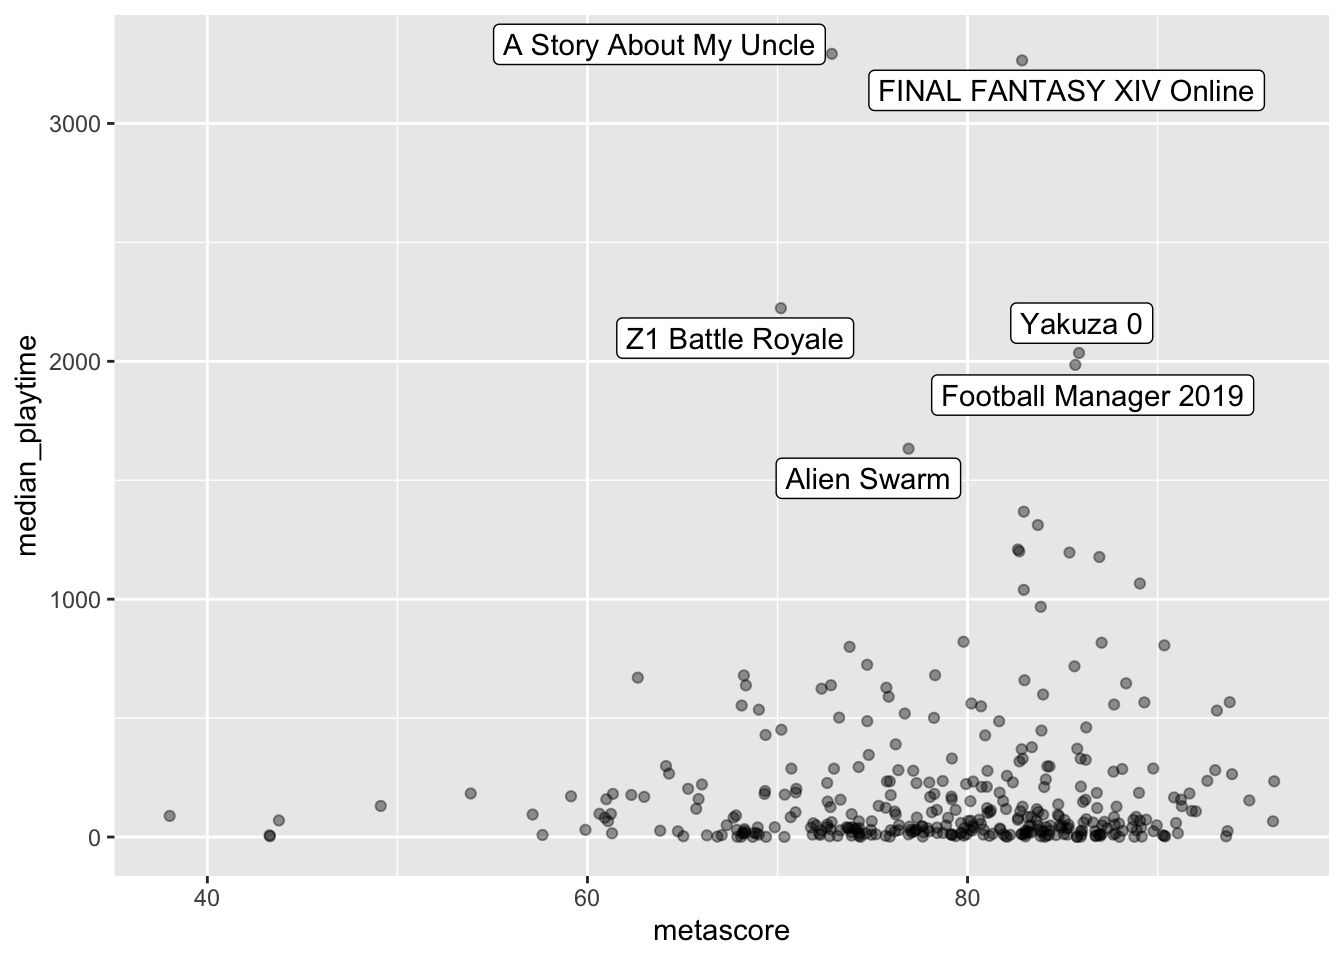 A Story About My Uncle
FINAL FANTASY XIV Online
3000
Z1 Battle Royale
Yakuza 0
2000
Football Manager 2019
Alien Swarm
1000
0
median_playtime
40
60
80
metascore